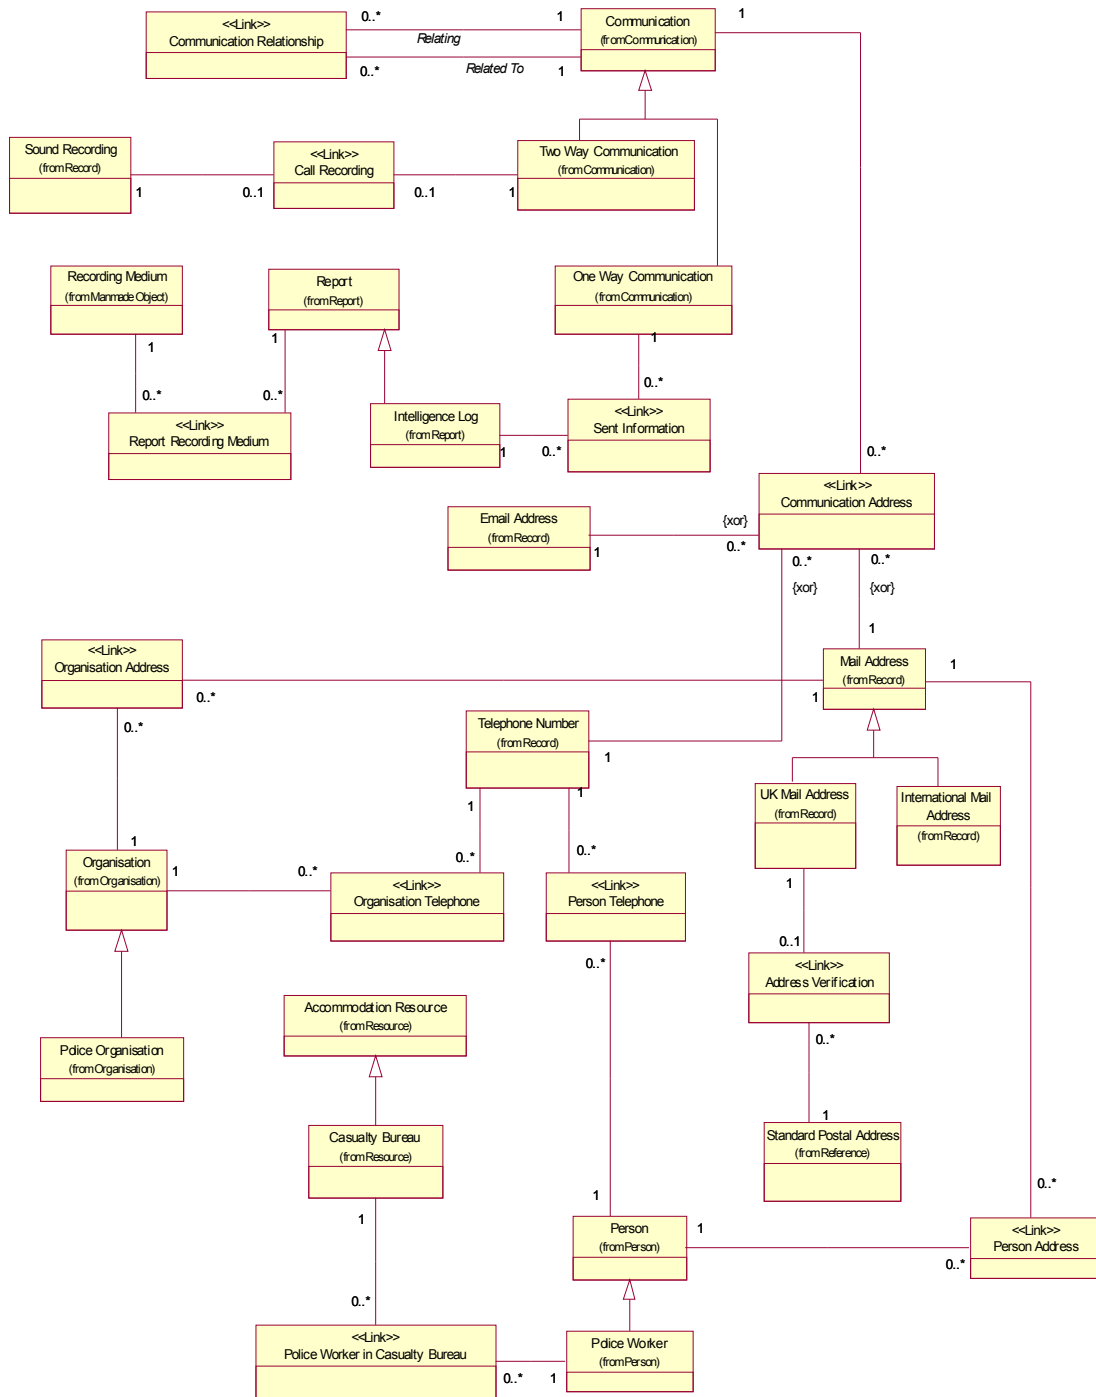 <<Link>>
Communication Relationship
0..*
1
Relating
0..*
Related To
1
Communication
(from Communication)
1
Sound Recording
(from Record)
1
0..1
<<Link>>
Call Recording
0..1
1
Two Way Communication
(from Communication)
Recording Medium
(from Manmade Object)
1
0..*
Report
(from Report)
1
0..*
One Way Communication
(from Communication)
1
0..*
<<Link>>
Report Recording Medium
Intelligence Log
(from Report)
1
0..*
<<Link>>
Sent Information
0..*
<<Link>>
Communication Address
Email Address
(from Record)
1
{xor}
0..*
0..*
{xor}
0..*
{xor}
1
<<Link>>
Organisation Address
0..*
0..*
Mail Address
(from Record)
1
1
Telephone Number
(from Record)
1
1
1
UK Mail Address
(from Record)
International Mail
Address
(from Record)
1
Organisation
(from Organisation)
1
0..*
0..*
0..*
<<Link>>
Organisation Telephone
<<Link>>
Person Telephone
1
0..1
0..*
<<Link>>
Address Verification
0..*
Accommodation Resource
(from Resource)
Police Organisation
(from Organisation)
Casualty Bureau
(from Resource)
1
1
Standard Postal Address
(from Reference)
1
0..*
Person
(from Person)
1
0..*
<<Link>>
Person Address
0..*
<<Link>>
Police Worker in Casualty Bureau
0..*
1
Police Worker
(from Person)